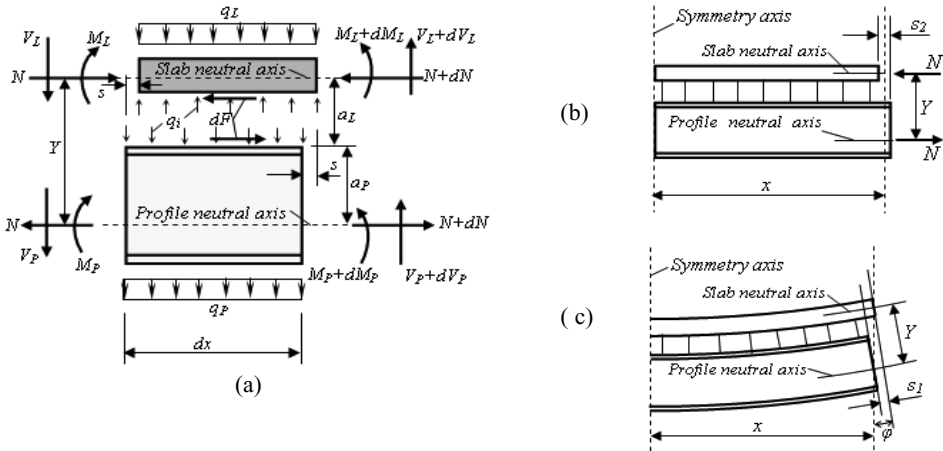 q_L
V_L
M_L
M_L+dM_L
V_L+dV_L
N
Slab neutral axis
N+dN
s
q_i
dF
a_L
Y
s
a_P
N
Profile neutral axis
N+dN
V_P
M_P
M_P+dM_P
V_P+dV_P
q_P
dx
(a)
Symmetry axis
s_2
Slab neutral axis
N
(b)
Y
Profile neutral axis
N
x
Symmetry axis
Slab neutral axis
( c)
Y
Profile neutral axis
s_1
x
φ